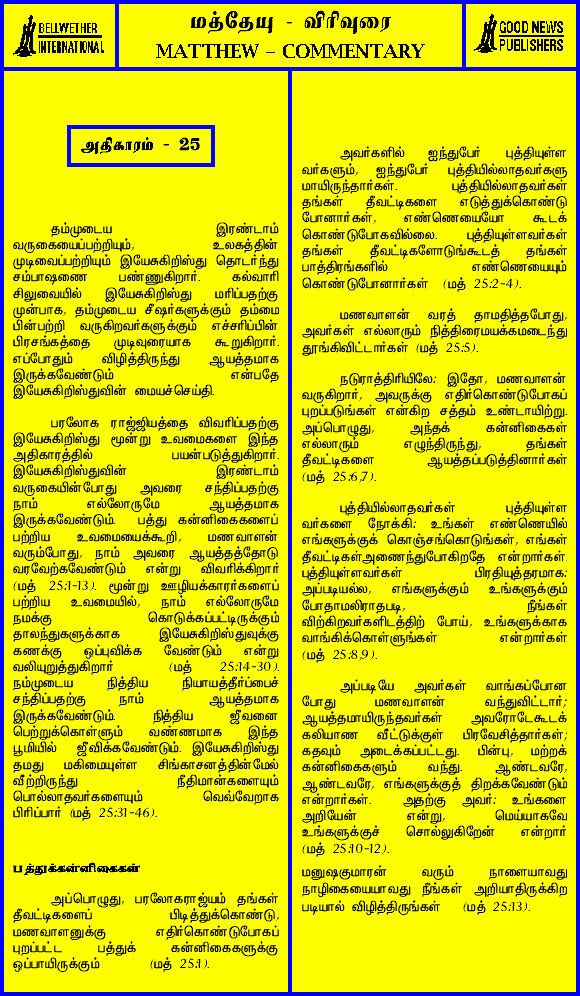 BELLWETHER
INTERNATIONAL
மத்தேயு - விரிவுரை
MATTHEW – COMMENTARY
GOOD NEWS
PUBLISHERS
அதிகாரம் - 25
தம்முடைய இரண்டாம்
வருகையைப்பற்றியும், உலகத்தின்
முடிவைப்பற்றியும் இயேசுகிறிஸ்து தொடர்ந்து
சம்பாஷணை பண்ணுகிறார். கல்வாரி
சிலுவையில் இயேசுகிறிஸ்து மரிப்பதற்கு
முன்பாக, தம்முடைய சீஷர்களுக்கும் தம்மை
பின்பற்றி வருகிறவர்களுக்கும் எச்சரிப்பின்
பிரசங்கத்தை முடிவுரையாக கூறுகிறார்.
எப்போதும் விழித்திருந்து ஆயத்தமாக
இருக்கவேண்டும் என்பதே
இயேசுகிறிஸ்துவின் மையச்செய்தி.
பரலோக ராஜ்ஜியத்தை விவரிப்பதற்கு
இயேசுகிறிஸ்து மூன்று உவமைகளை இந்த
அதிகாரத்தில் பயன்படுத்துகிறார்.
இயேசுகிறிஸ்துவின் இரண்டாம்
வருகையின்போது அவரை சந்திப்பதற்கு
நாம் எல்லோருமே ஆயத்தமாக
இருக்கவேண்டும். பத்து கன்னிகைகளைப்
பற்றிய உவமையைக்கூறி, மணவாளன்
வரும்போது, நாம் அவரை ஆயத்தத்தோடு
வரவேற்கவேண்டும் என்று விவரிக்கிறார்
(மத் 25:1-13). மூன்று ஊழியக்காரர்களைப்
பற்றிய உவமையில், நாம் எல்லோருமே
நமக்கு கொடுக்கப்பட்டிருக்கும்
தாலந்துகளுக்காக இயேசுகிறிஸ்துவுக்கு
கணக்கு ஒப்புவிக்க வேண்டும் என்று
வலியுறுத்துகிறார் (மத் 25:14-30).
நம்முடைய நித்திய நியாயத்தீர்ப்பைச்
சந்திப்பதற்கு நாம் ஆயத்தமாக
இருக்கவேண்டும். நித்திய ஜீவனை
பெற்றுக்கொள்ளும் வண்ணமாக இந்த
பூமியில் ஜீவிக்கவேண்டும். இயேசுகிறிஸ்து
தமது மகிமையுள்ள சிங்காசனத்தின்மேல்
வீற்றிருந்து நீதிமான்களையும்
பொல்லாதவர்களையும் வெவ்வேறாக
பிரிப்பார் (மத் 25:31-46).
பத்துக்கன்னிகைகள்
அப்பொழுது, பரலோகராஜ்யம் தங்கள்
தீவட்டிகளைப் பிடித்துக்கொண்டு,
மணவாளனுக்கு எதிர்கொண்டுபோகப்
புறப்பட்ட பத்துக் கன்னிகைகளுக்கு
ஒப்பாயிருக்கும் (மத் 25:1).
அவர்களில் ஐந்துபேர் புத்தியுள்ள
வர்களும், ஐந்துபேர் புத்தியில்லாதவர்களு
மாயிருந்தார்கள். புத்தியில்லாதவர்கள்
தங்கள் தீவட்டிகளை எடுத்துக்கொண்டு
போனார்கள், எண்ணெயையோ கூடக்
கொண்டுபோகவில்லை. புத்தியுள்ளவர்கள்
தங்கள் தீவட்டிகளோடுங்கூடத் தங்கள்
பாத்திரங்களில் எண்ணெயையும்
கொண்டுபோனார்கள் (மத் 25:2-4).
மணவாளன் வரத் தாமதித்தபோது,
அவர்கள் எல்லாரும் நித்திரைமயக்கமடைந்து
தூங்கிவிட்டார்கள் (மத் 25:5).
நடுராத்திரியிலே: இதோ, மணவாளன்
வருகிறார், அவருக்கு எதிர்கொண்டுபோகப்
புறப்படுங்கள் என்கிற சத்தம் உண்டாயிற்று.
அப்பொழுது, அந்தக் கன்னிகைகள்
எல்லாரும் எழுந்திருந்து, தங்கள்
தீவட்டிகளை ஆயத்தப்படுத்தினார்கள்
(மத் 25:6,7).
புத்தியில்லாதவர்கள் புத்தியுள்ள
வர்களை நோக்கி: உங்கள் எண்ணெயில்
எங்களுக்குக் கொஞ்சங்கொடுங்கள், எங்கள்
தீவட்டிகள்அணைந்துபோகிறதே என்றார்கள்.
புத்தியுள்ளவர்கள் பிரதியுத்தரமாக:
அப்படியல்ல, எங்களுக்கும் உங்களுக்கும்
போதாமலிராதபடி, நீங்கள்
விற்கிறவர்களிடத்திற் போய், உங்களுக்காக
வாங்கிக்கொள்ளுங்கள் என்றார்கள்
(மத் 25:8,9).
அப்படியே அவர்கள் வாங்கப்போன
போது மணவாளன் வந்துவிட்டார்;
ஆயத்தமாயிருந்தவர்கள் அவரோடேகூடக்
கலியாண வீட்டுக்குள் பிரவேசித்தார்கள்;
கதவும் அடைக்கப்பட்டது. பின்பு, மற்றக்
கன்னிகைகளும் வந்து. ஆண்டவரே,
ஆண்டவரே, எங்களுக்குத் திறக்கவேண்டும்
என்றார்கள். அதற்கு அவர்: உங்களை
அறியேன் என்று, மெய்யாகவே
உங்களுக்குச் சொல்லுகிறேன் என்றார்
(மத் 25:10-12).
மனுஷகுமாரன் வரும் நாளையாவது
நாழிகையையாவது நீங்கள் அறியாதிருக்கிற
படியால் விழித்திருங்கள் (மத் 25:13).